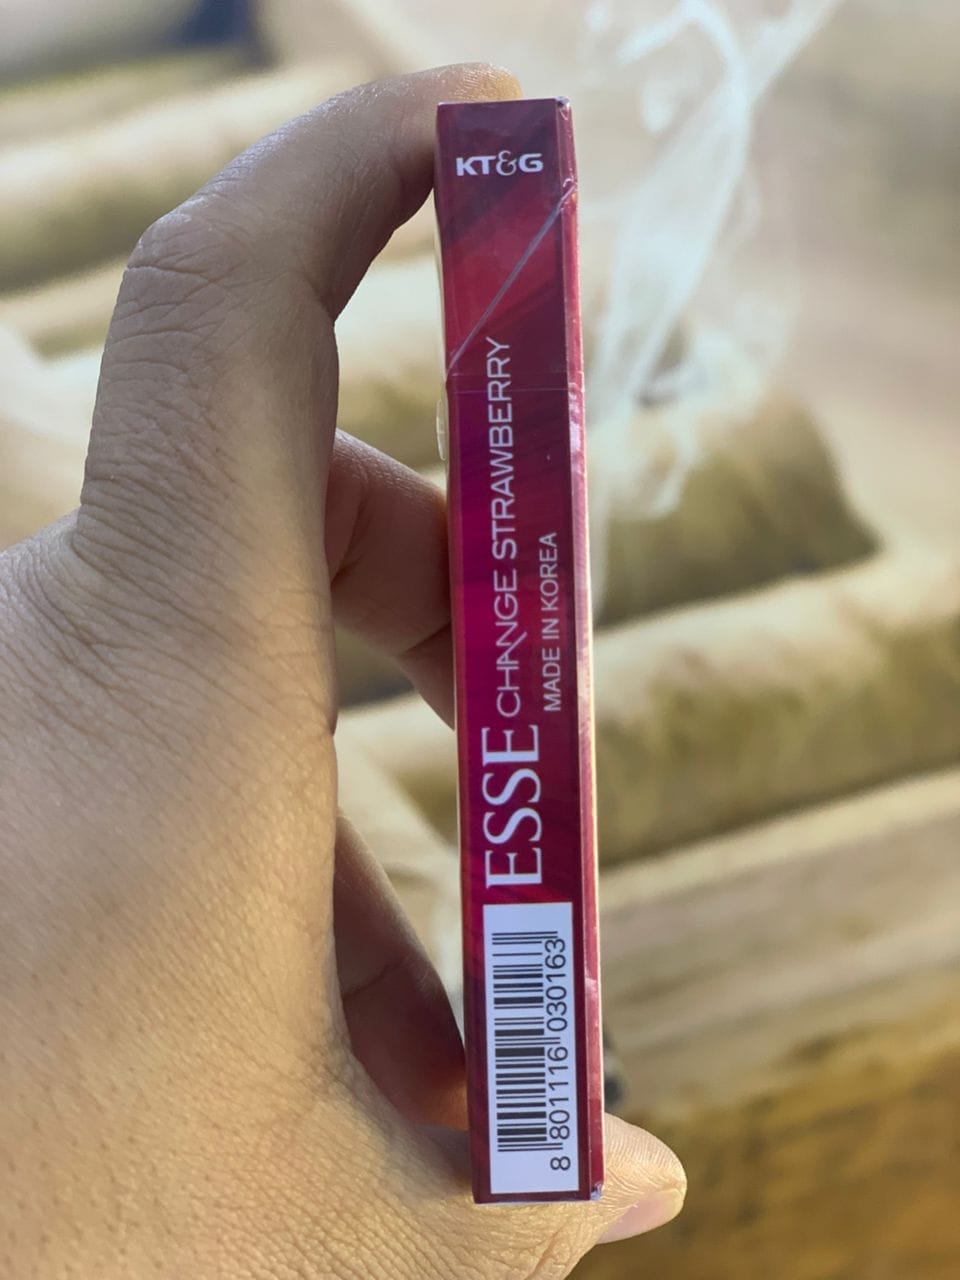 KT&G
ESSE CHANGE STRAWBERRY
MADE IN KOREA
8 801116 030163